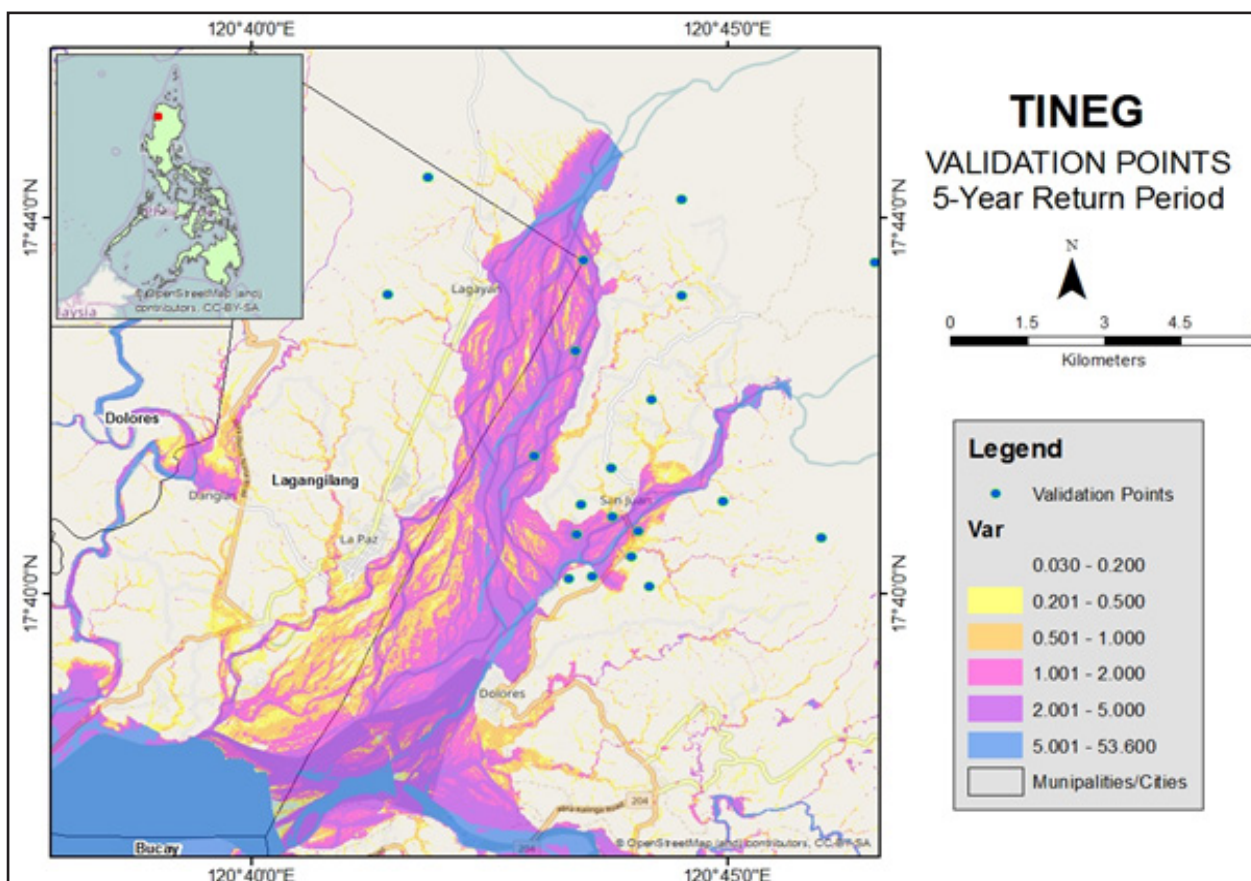 120°40'0"E
120°45'0"E
17°44'0"N
17°44'0"N
17°40'0"N
17°40'0"N
120°40'0"E
120°45'0"E
© OpenStreetMap (and)
contributors, CC-BY-SA
laysia
Lagayan
Dolores
Danglas
Lagangilang
La Paz
San Juan
Dolores
204
204
Bucay
© OpenStreetMap (and) contributors, CC-BY-SA
TINEG
VALIDATION POINTS
5-Year Return Period
N
0
1.5
3
4.5
Kilometers
Legend
Validation Points
Var
0.030 - 0.200
0.201 - 0.500
0.501 - 1.000
1.001 - 2.000
2.001 - 5.000
5.001 - 53.600
Munipalities/Cities